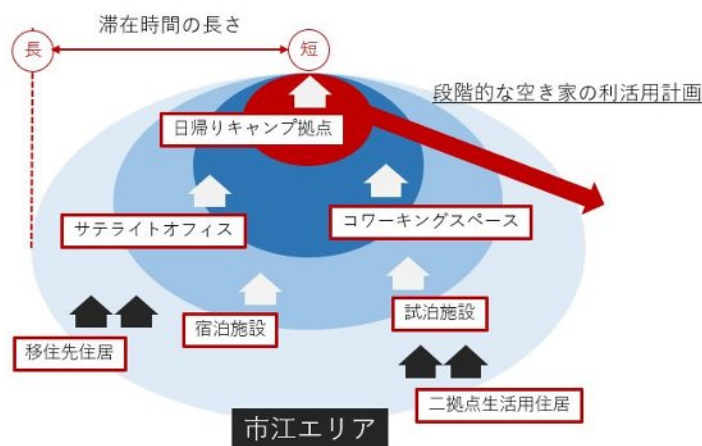 滞在時間の長さ
長
短
段階的な空き家の利活用計画
日帰りキャンプ拠点
サテライトオフィス
コワーキングスペース
宿泊施設
試泊施設
移住先住居
二拠点生活用住居
市江エリア